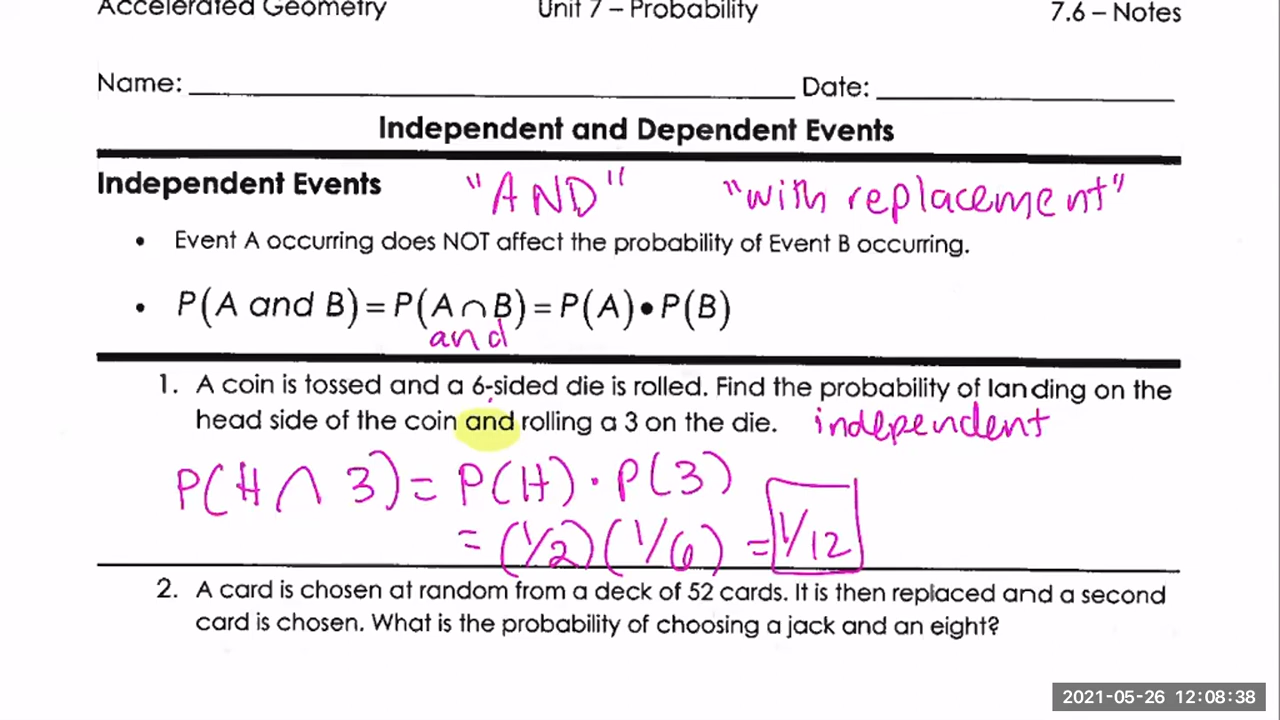 Accelerated Geometry Unit 7 – Probability 7.6 – Notes
Name: Date:
Independent and Dependent Events
Independent Events "AND" "with replacement"
• Event A occurring does NOT affect the probability of Event B occurring.
• P(A and B) = P(A ∩ B) = P(A) • P(B)
and
1. A coin is tossed and a 6-sided die is rolled. Find the probability of landing on the
head side of the coin and rolling a 3 on the die. independent
P(H ∩ 3) = P(H) · P(3)
= (1/2)(1/6) = 1/12
2. A card is chosen at random from a deck of 52 cards. It is then replaced and a second
card is chosen. What is the probability of choosing a jack and an eight?
2021-05-26 12:08:38